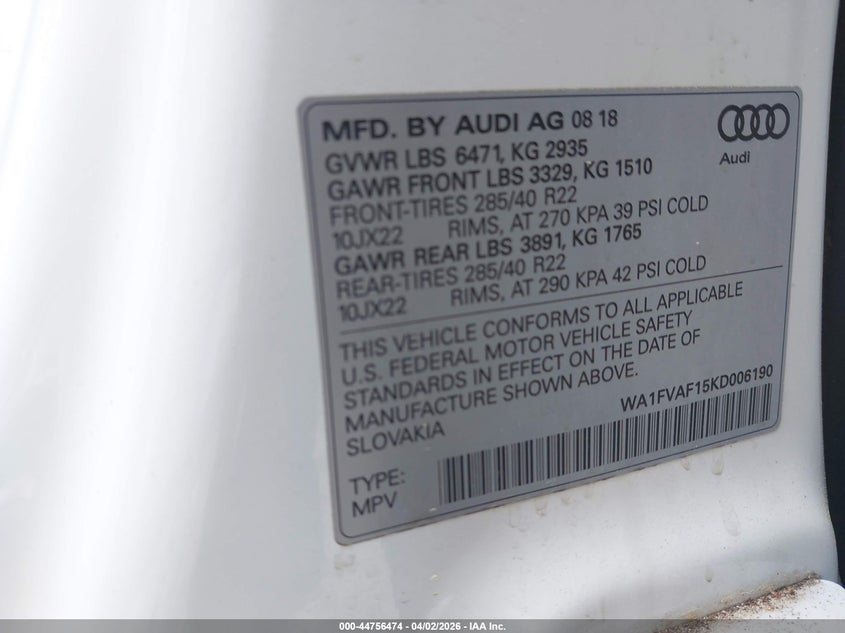 MFD. BY AUDI AG 08 18
GVWR LBS 6471, KG 2935
GAWR FRONT LBS 3329, KG 1510
FRONT-TIRES 285/40 R22
10JX22 RIMS, AT 270 KPA 39 PSI COLD
GAWR REAR LBS 3891, KG 1765
REAR-TIRES 285/40 R22
10JX22 RIMS, AT 290 KPA 42 PSI COLD
Audi
THIS VEHICLE CONFORMS TO ALL APPLICABLE
U.S. FEDERAL MOTOR VEHICLE SAFETY
STANDARDS IN EFFECT ON THE DATE OF
MANUFACTURE SHOWN ABOVE.
SLOVAKIA
WA1FVAF15KD006190
TYPE:
MPV
000-44756474 - 04/02/2026 - IAA Inc.